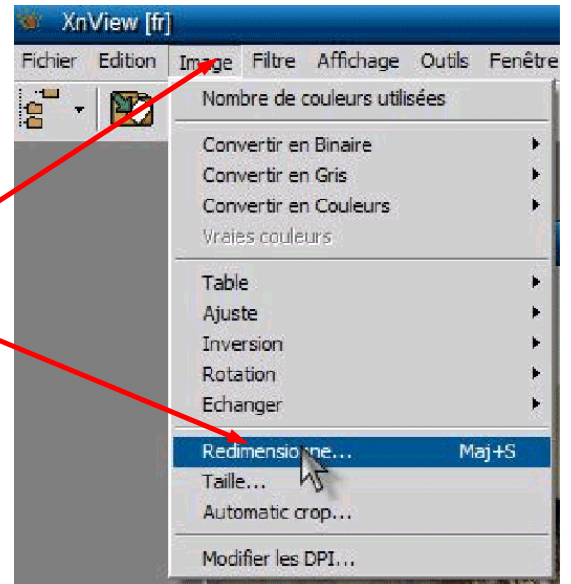 XnView [fr]
Fichier Edition Image Filtre Affichage Outils Fenêtre
Nombre de couleurs utilisées
Convertir en Binaire
Convertir en Gris
Convertir en Couleurs
Vraies couleurs
Table
Ajuste
Inversion
Rotation
Echanger
Redimensionne... Maj+S
Taille...
Automatic crop...
Modifier les DPI...